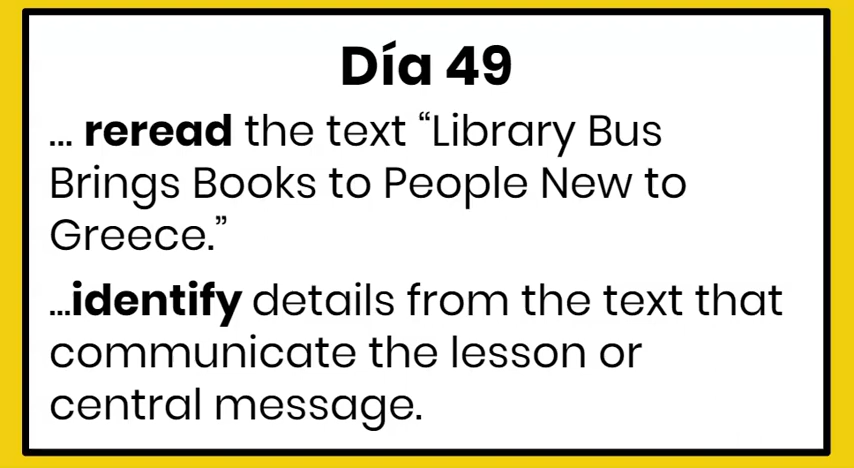 Día 49
... reread the text “Library Bus
Brings Books to People New to
Greece.”
...identify details from the text that
communicate the lesson or
central message.